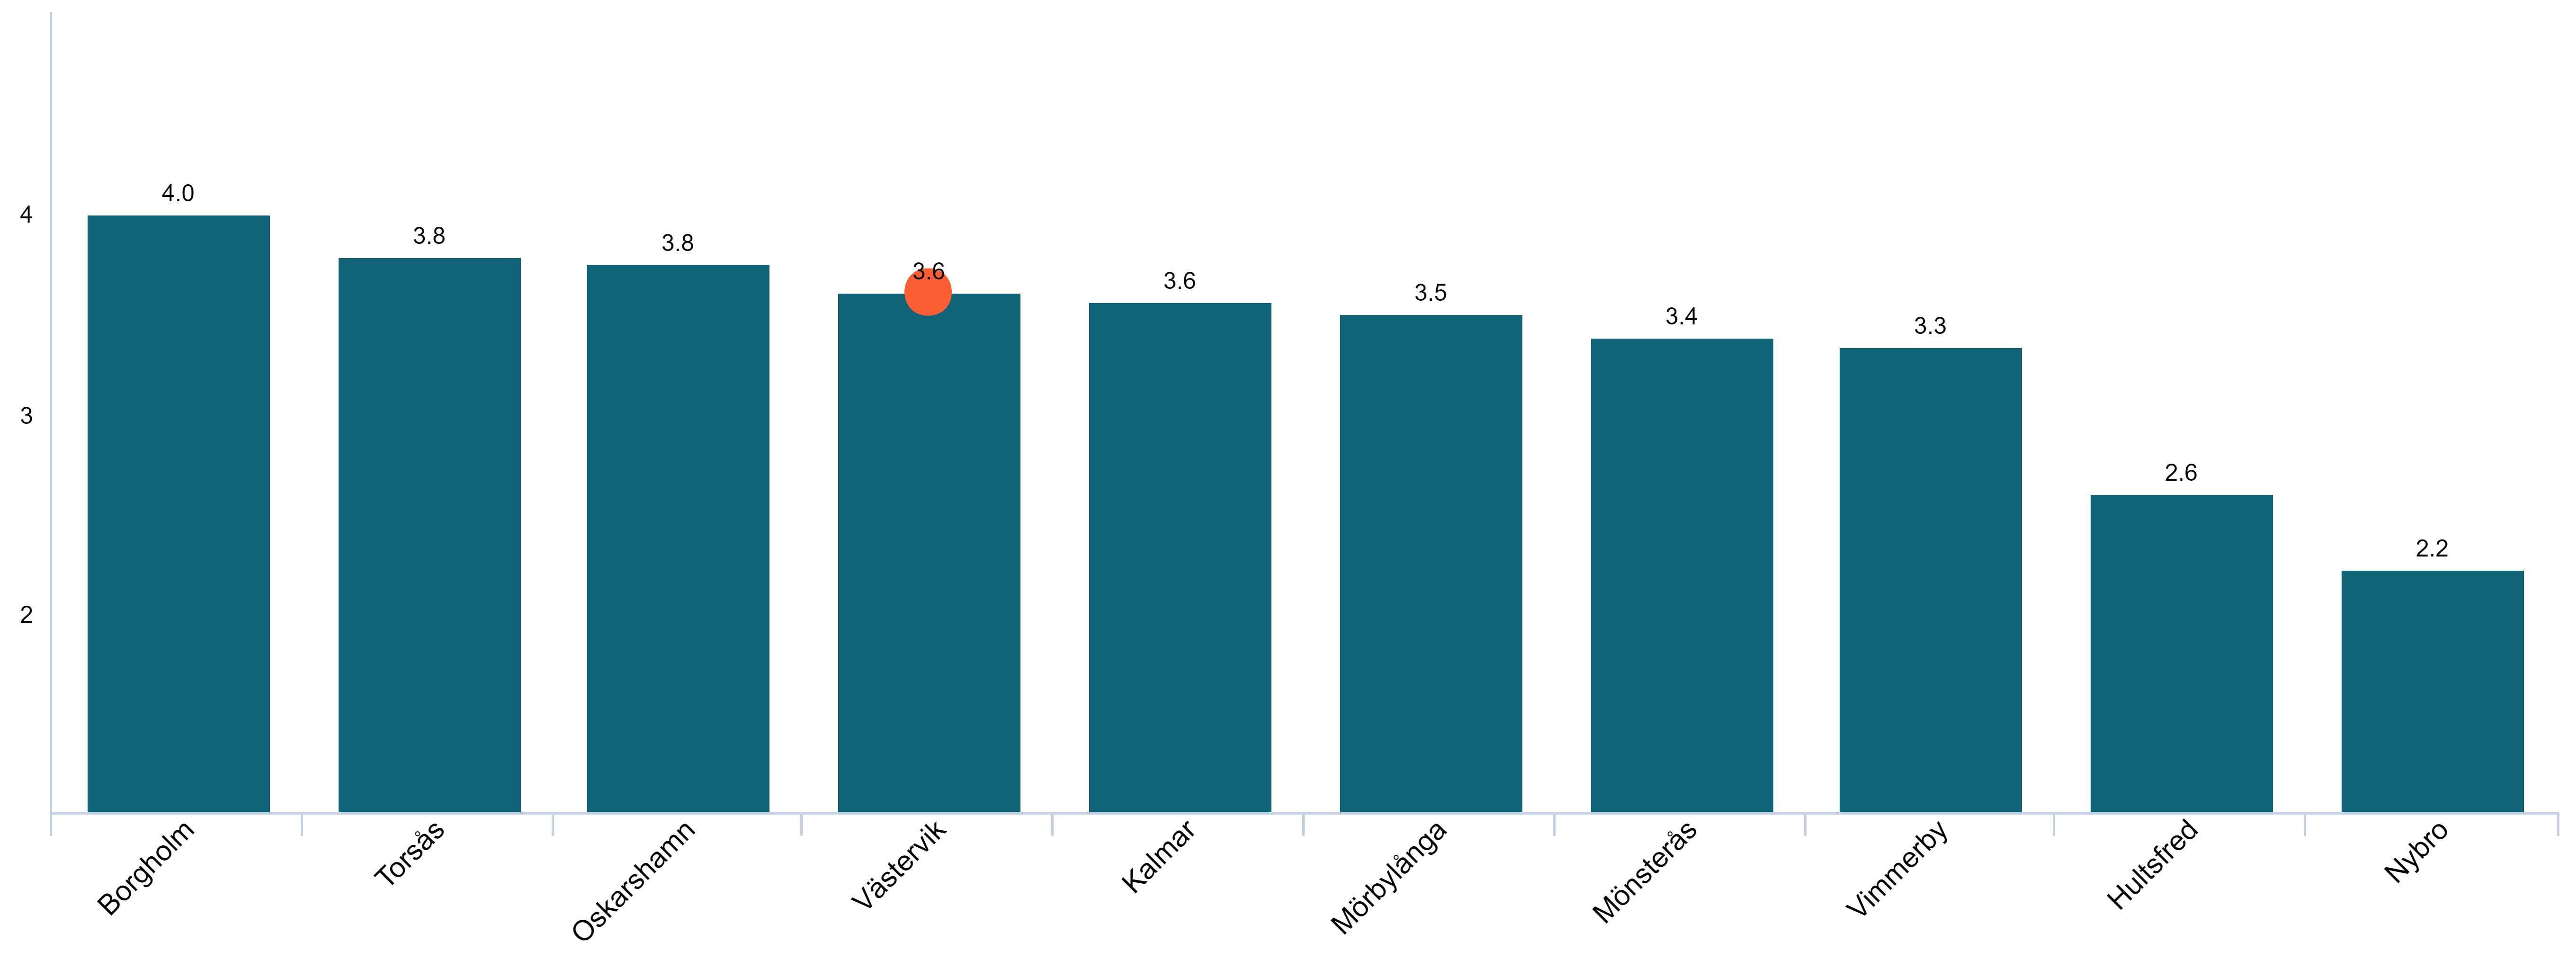 4.0
3.8
3.8
3.6
3.6
3.5
3.4
3.3
2.6
2.2
4
3
2
Borgholm
Torsås
Oskarshamn
Västervik
Kalmar
Mörbylånga
Mönsterås
Vimmerby
Hultsfred
Nybro